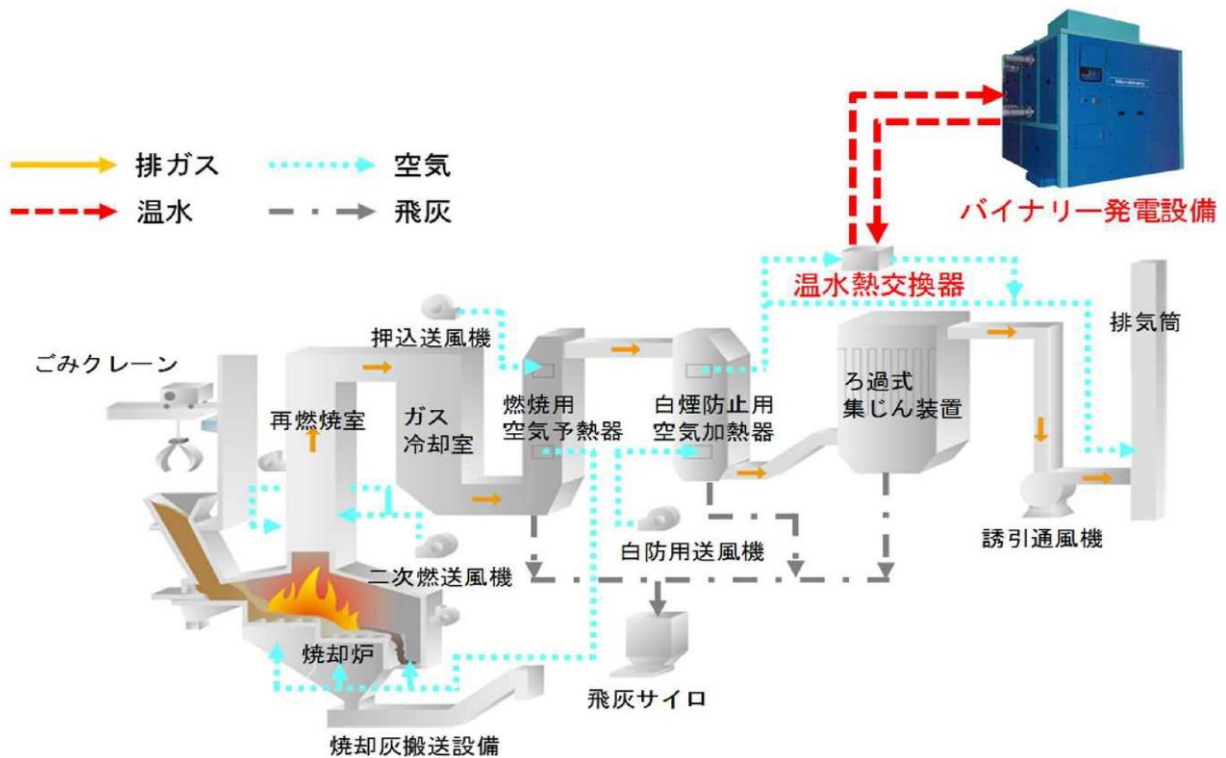 排ガス
空気
温水
飛灰
バイナリー発電設備
温水熱交換器
排気筒
押込送風機
ごみクレーン
再燃焼室
ガス
冷却室
燃焼用
空気予熱器
白煙防止用
空気加熱器
ろ過式
集じん装置
誘引通風機
白防用送風機
二次燃送風機
焼却炉
飛灰サイロ
焼却灰搬送設備